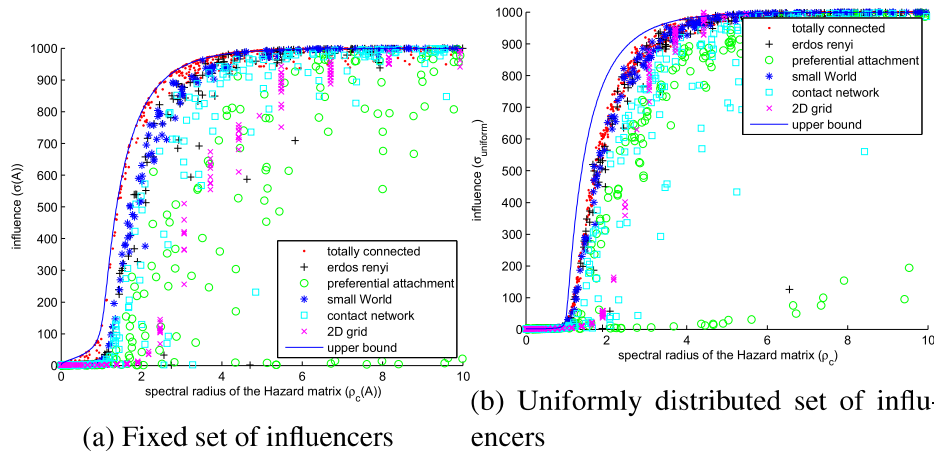 1000
900
800
700
600
500
400
300
200
100
0
influence (σ(A))
0 2 4 6 8 10
spectral radius of the Hazard matrix (ρc(A))
totally connected
erdos renyi
preferential attachment
small World
contact network
2D grid
upper bound
(a) Fixed set of influencers
1000
900
800
700
600
500
400
300
200
100
0
influence (σuniform)
0 2 4 6 8 10
spectral radius of the Hazard matrix (ρc)
totally connected
erdos renyi
preferential attachment
small World
contact network
2D grid
upper bound
(b) Uniformly distributed set of influ-
encers